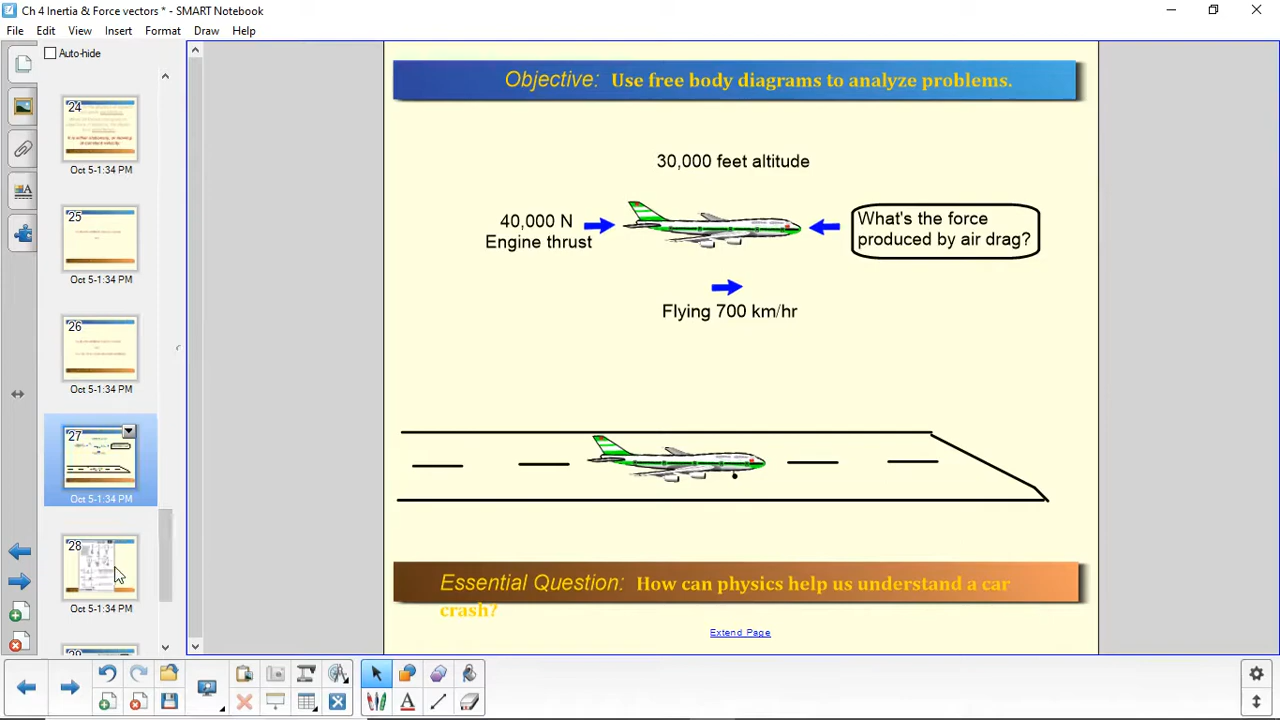 Ch 4 Inertia & Force vectors * - SMART Notebook
File Edit View Insert Format Draw Help
Auto-hide
24
Oct 5-1:34 PM
25
Oct 5-1:34 PM
26
Oct 5-1:34 PM
27
Oct 5-1:34 PM
28
Oct 5-1:34 PM
29
Objective: Use free body diagrams to analyze problems.
30,000 feet altitude
40,000 N
Engine thrust
What's the force
produced by air drag?
Flying 700 km/hr
Essential Question: How can physics help us understand a car
crash?
Extend Page